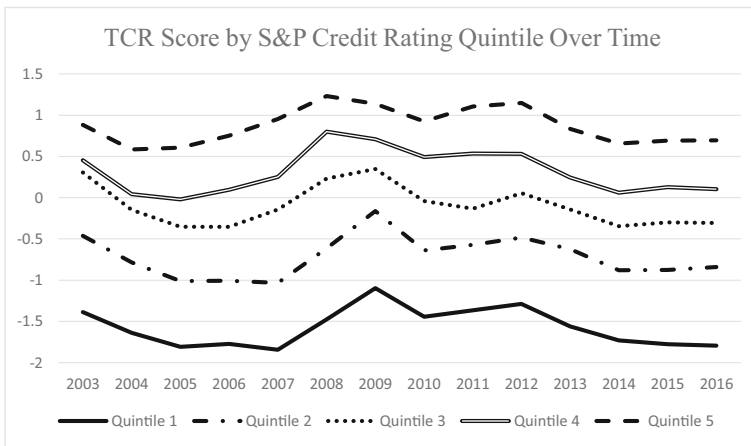 TCR Score by S&P Credit Rating Quintile Over Time
1.5
1
0.5
0
-0.5
-1
-1.5
-2
2003 2004 2005 2006 2007 2008 2009 2010 2011 2012 2013 2014 2015 2016
Quintile 1 Quintile 2 Quintile 3 Quintile 4 Quintile 5